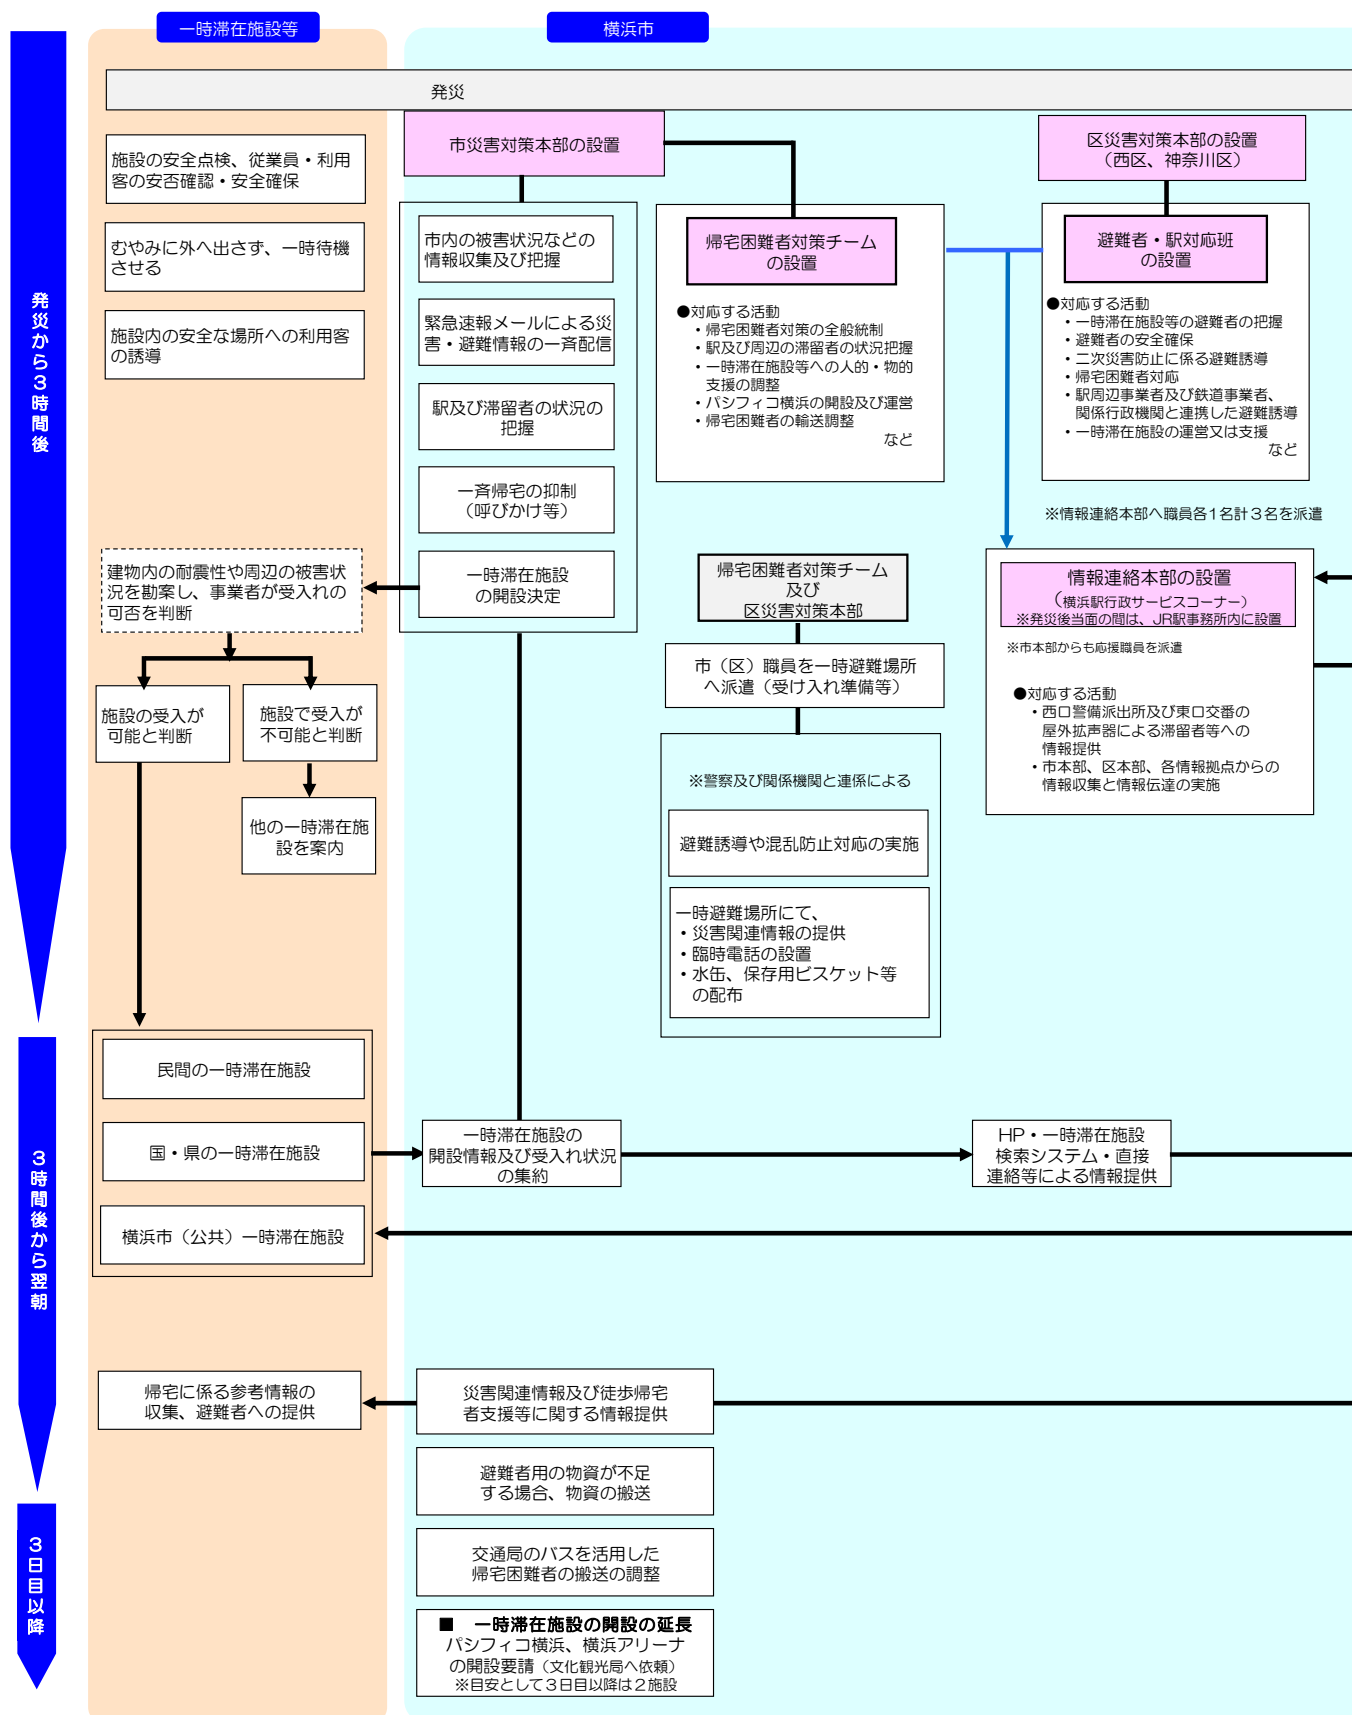 一時滞在施設等
横浜市
発災から3時間後
3時間後から翌朝
3日目以降
発災
施設の安全点検、従業員・利用
客の安否確認・安全確保
むやみに外へ出さず、一時待機
させる
施設内の安全な場所への利用客
の誘導
建物内の耐震性や周辺の被害状
況を勘案し、事業者が受入れの
可否を判断
施設の受入が
可能と判断
施設で受入が
不可能と判断
他の一時滞在施
設を案内
民間の一時滞在施設
国・県の一時滞在施設
横浜市（公共）一時滞在施設
帰宅に係る参考情報の
収集、避難者への提供
市災害対策本部の設置
市内の被害状況などの
情報収集及び把握
緊急速報メールによる災
害・避難情報の一斉配信
駅及び滞留者の状況の
把握
一斉帰宅の抑制
（呼びかけ等）
一時滞在施設
の開設決定
帰宅困難者対策チーム
の設置
●対応する活動
・帰宅困難者対策の全般統制
・駅及び周辺の滞留者の状況把握
・一時滞在施設等への人的・物的
支援の調整
・パシフィコ横浜の開設及び運営
・帰宅困難者の輸送調整
など
区災害対策本部の設置
（西区、神奈川区）
避難者・駅対応班
の設置
●対応する活動
・一時滞在施設等の避難者の把握
・避難者の安全確保
・二次災害防止に係る避難誘導
・帰宅困難者対応
・駅周辺事業者及び鉄道事業者、
関係行政機関と連携した避難誘導
・一時滞在施設の運営又は支援
など
※情報連絡本部へ職員各1名計3名を派遣
帰宅困難者対策チーム
及び
区災害対策本部
市（区）職員を一時避難場所
へ派遣（受け入れ準備等）
※警察及び関係機関と連係による
避難誘導や混乱防止対応の実施
一時避難場所にて、
・災害関連情報の提供
・臨時電話の設置
・水缶、保存用ビスケット等
の配布
情報連絡本部の設置
（横浜駅行政サービスコーナー）
※発災後当面の間は、JR駅事務所内に設置
※市本部からも応援職員を派遣
●対応する活動
・西口警備派出所及び東口交番の
屋外拡声器による滞留者等への
情報提供
・市本部、区本部、各情報拠点からの
情報収集と情報伝達の実施
一時滞在施設の
開設情報及び受入れ状況
の集約
HP・一時滞在施設
検索システム・直接
連絡等による情報提供
災害関連情報及び徒歩帰宅
者支援等に関する情報提供
避難者用の物資が不足
する場合、物資の搬送
交通局のバスを活用した
帰宅困難者の搬送の調整
■　一時滞在施設の開設の延長
パシフィコ横浜、横浜アリーナ
の開設要請（文化観光局へ依頼）
※目安として3日目以降は2施設